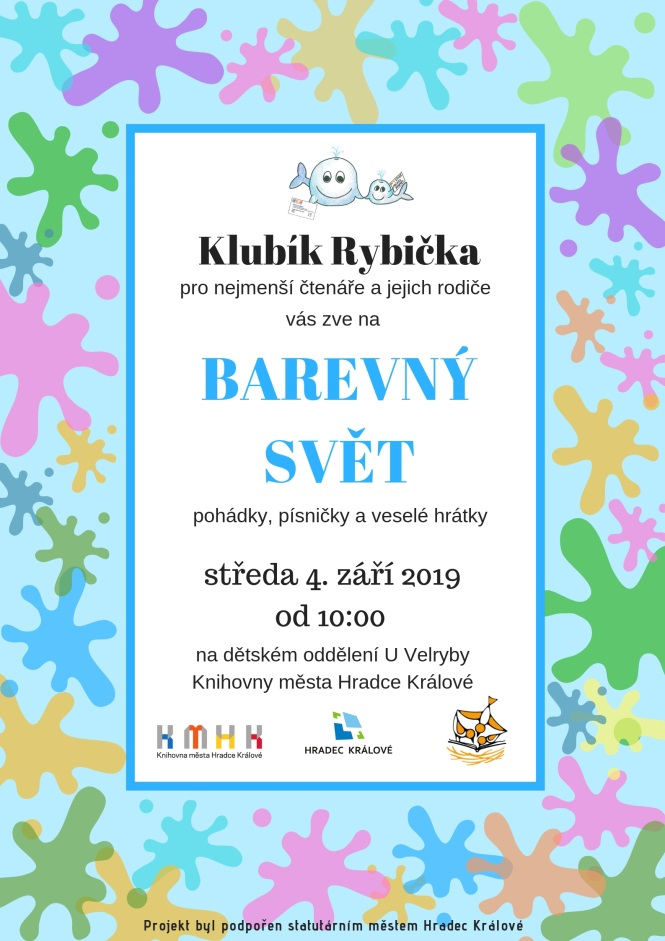 Klubík Rybička
pro nejmenší čtenáře a jejich rodiče
vás zve na
BAREVNÝ
SVĚT
pohádky, písničky a veselé hrátky
středa 4. září 2019
od 10:00
na dětském oddělení U Velryby
Knihovny města Hradce Králové
KMHK
Knihovna města Hradce Králové
HRADEC KRÁLOVÉ
Projekt byl podpořen statutárním městem Hradec Králové